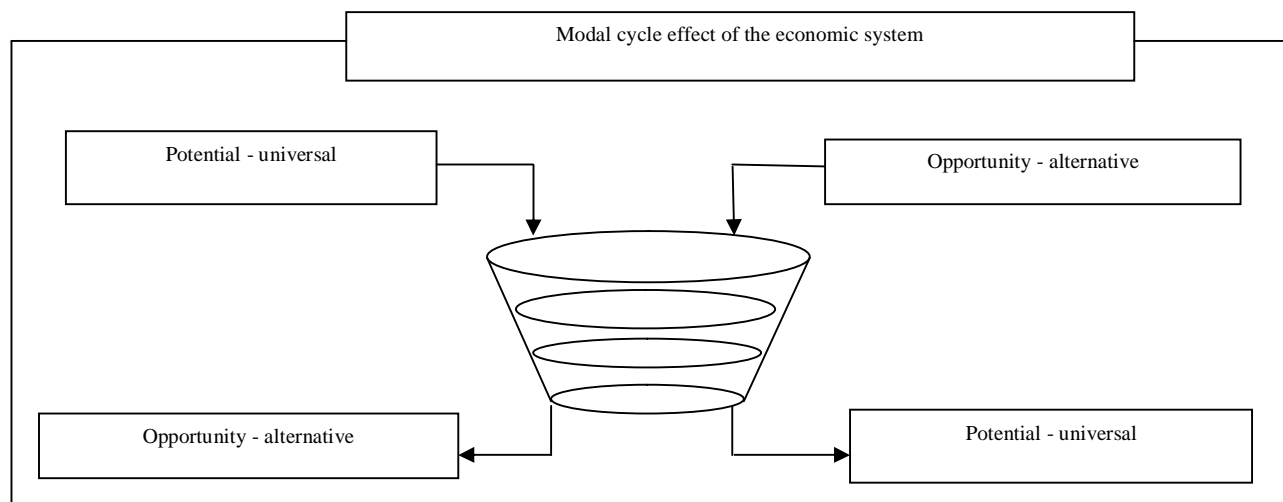 Modal cycle effect of the economic system
Potential - universal
Opportunity - alternative
Opportunity - alternative
Potential - universal